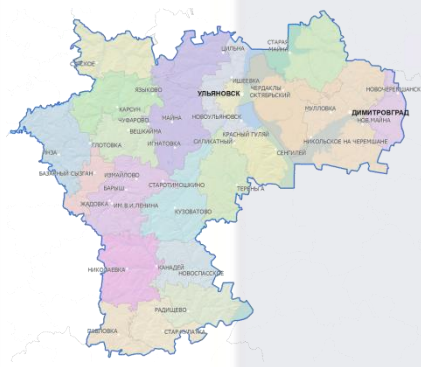 СУРСКОЕ
ЦИЛЬНА
СТАРАЯ
МАЙНА
ИШЕЕВКА
ЯЗЫКОВО
УЛЬЯНОВСК
ЧЕРДАКЛЫ
ОКТЯБРЬСКИЙ
НОВОЧЕРЕМШАНСК
КАРСУН
МУЛЛОВКА
ДИМИТРОВГРАД
МАЙНА
НОВОУЛЬЯНОВСК
НОВ.МАЙНА
ЧУФАРОВО
ВЕШКАЙМА
КРАСНЫЙ ГУЛЯЙ
ГЛОТОВКА
ИГНАТОВКА
СИЛИКАТНЫЙ
НИКОЛЬСКОЕ НА ЧЕРЕМШАНЕ
ИНЗА
СЕНГИЛЕЙ
БАЗАРНЫЙ СЫЗГАН
ИЗМАЙЛОВО
БАРЫШ
СТАРОТИМОШКИНО
ТЕРЕНЬГА
ЖАДОВКА
ИМ.В.И.ЛЕНИНА
КУЗОВАТОВО
НИКОЛАЕВКА
КАНАДЕЙ
НОВОСПАССКОЕ
РАДИЩЕВО
ПАВЛОВКА
СТАР.КУЛАТКА